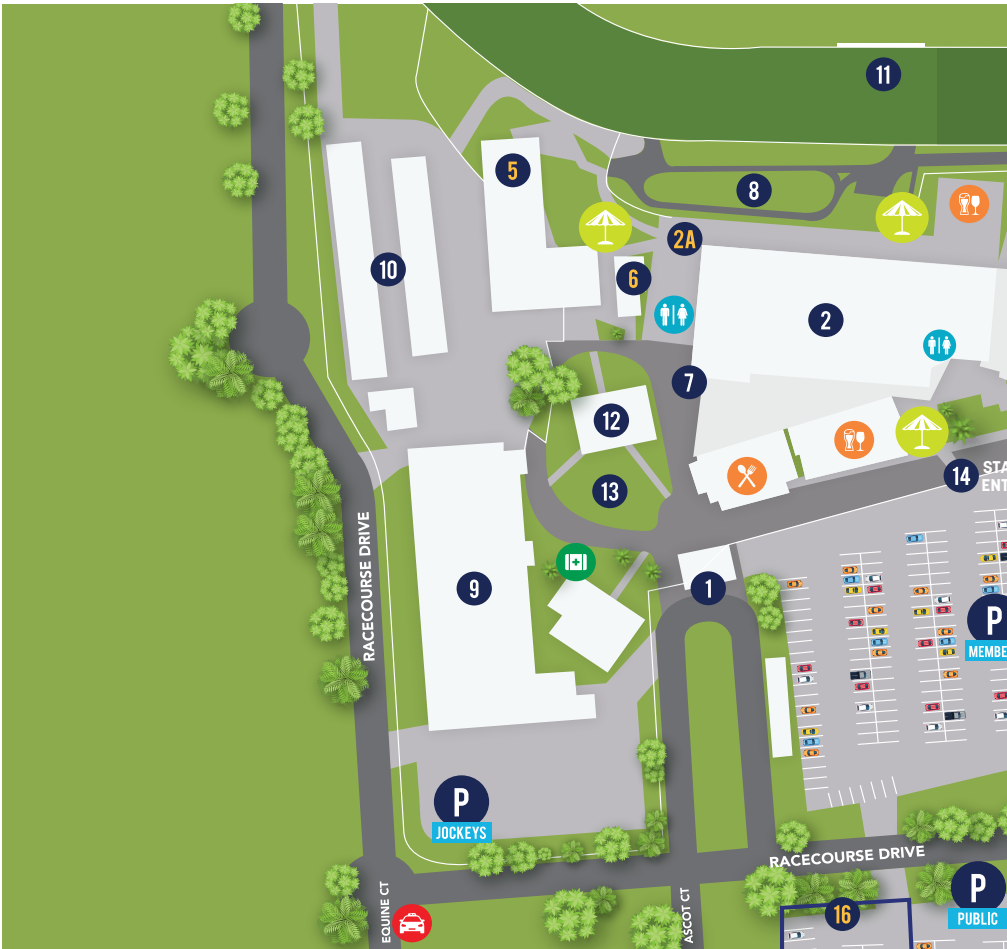 11
5
8
2A
10
6
2
7
12
13
14
STA
ENT
RACECOURSE DRIVE
9
1
P
MEMBE
P
JOCKEYS
RACECOURSE DRIVE
EQUINE CT
ASCOT CT
16
P
PUBLIC